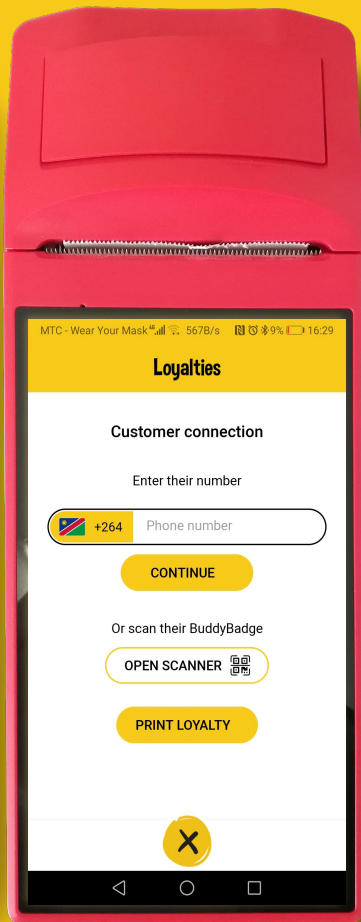 MTC - Wear Your Mask 4G 567B/s 9% 16:29
Loyalties
Customer connection
Enter their number
+264 Phone number
CONTINUE
Or scan their BuddyBadge
OPEN SCANNER
PRINT LOYALTY